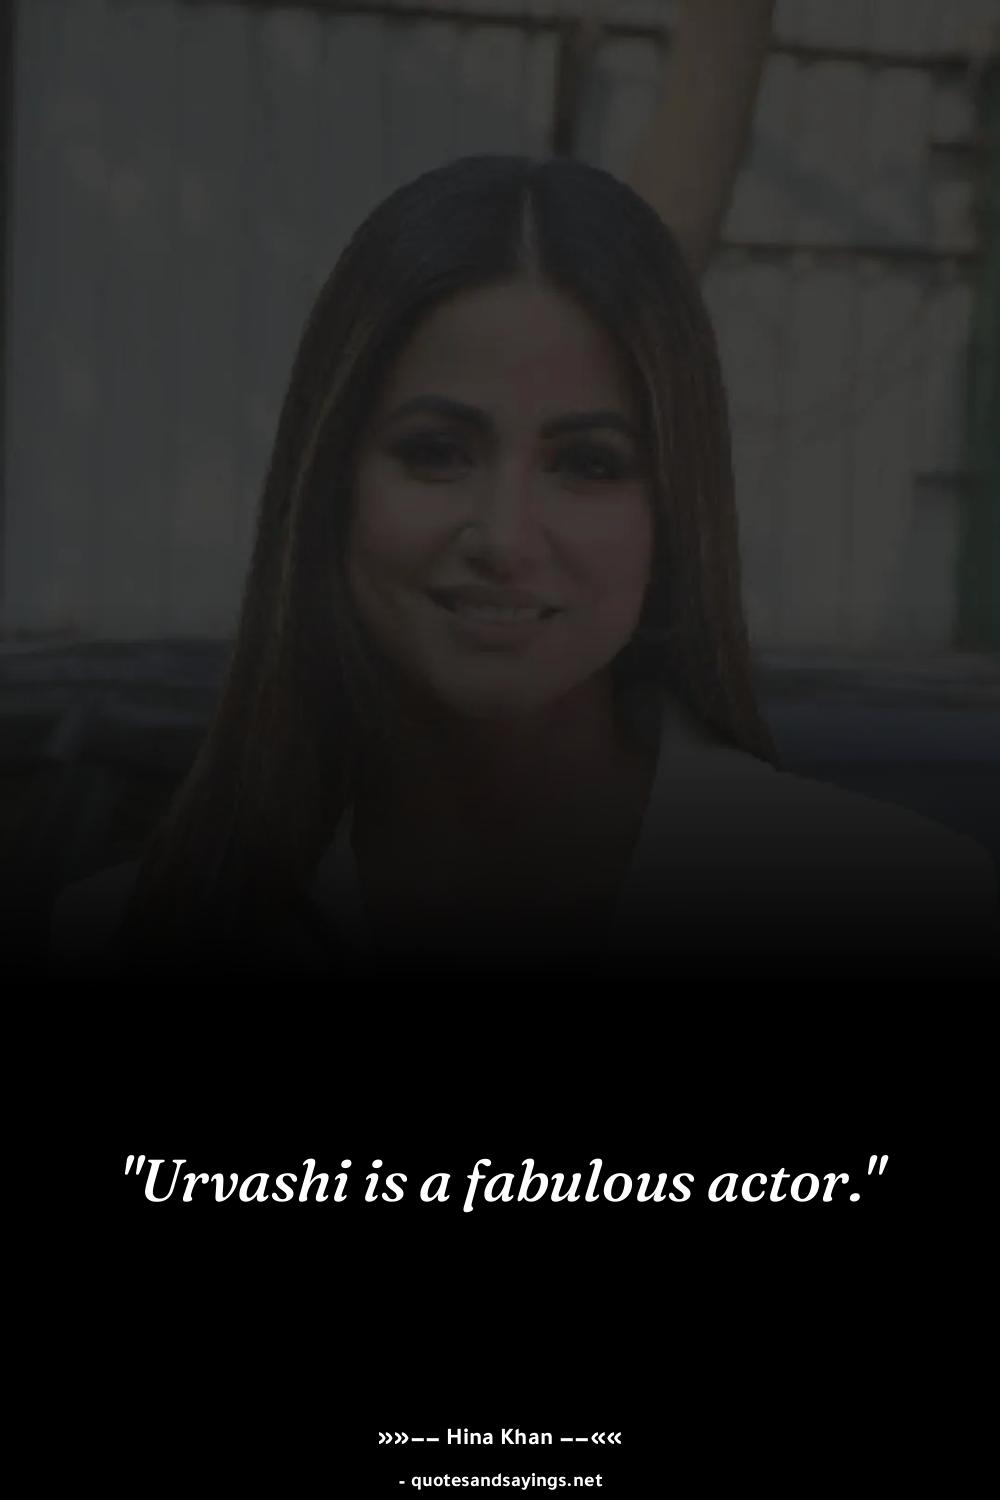 "Urvashi is a fabulous actor."
»»−− Hina Khan −−««
- quotesandsayings.net